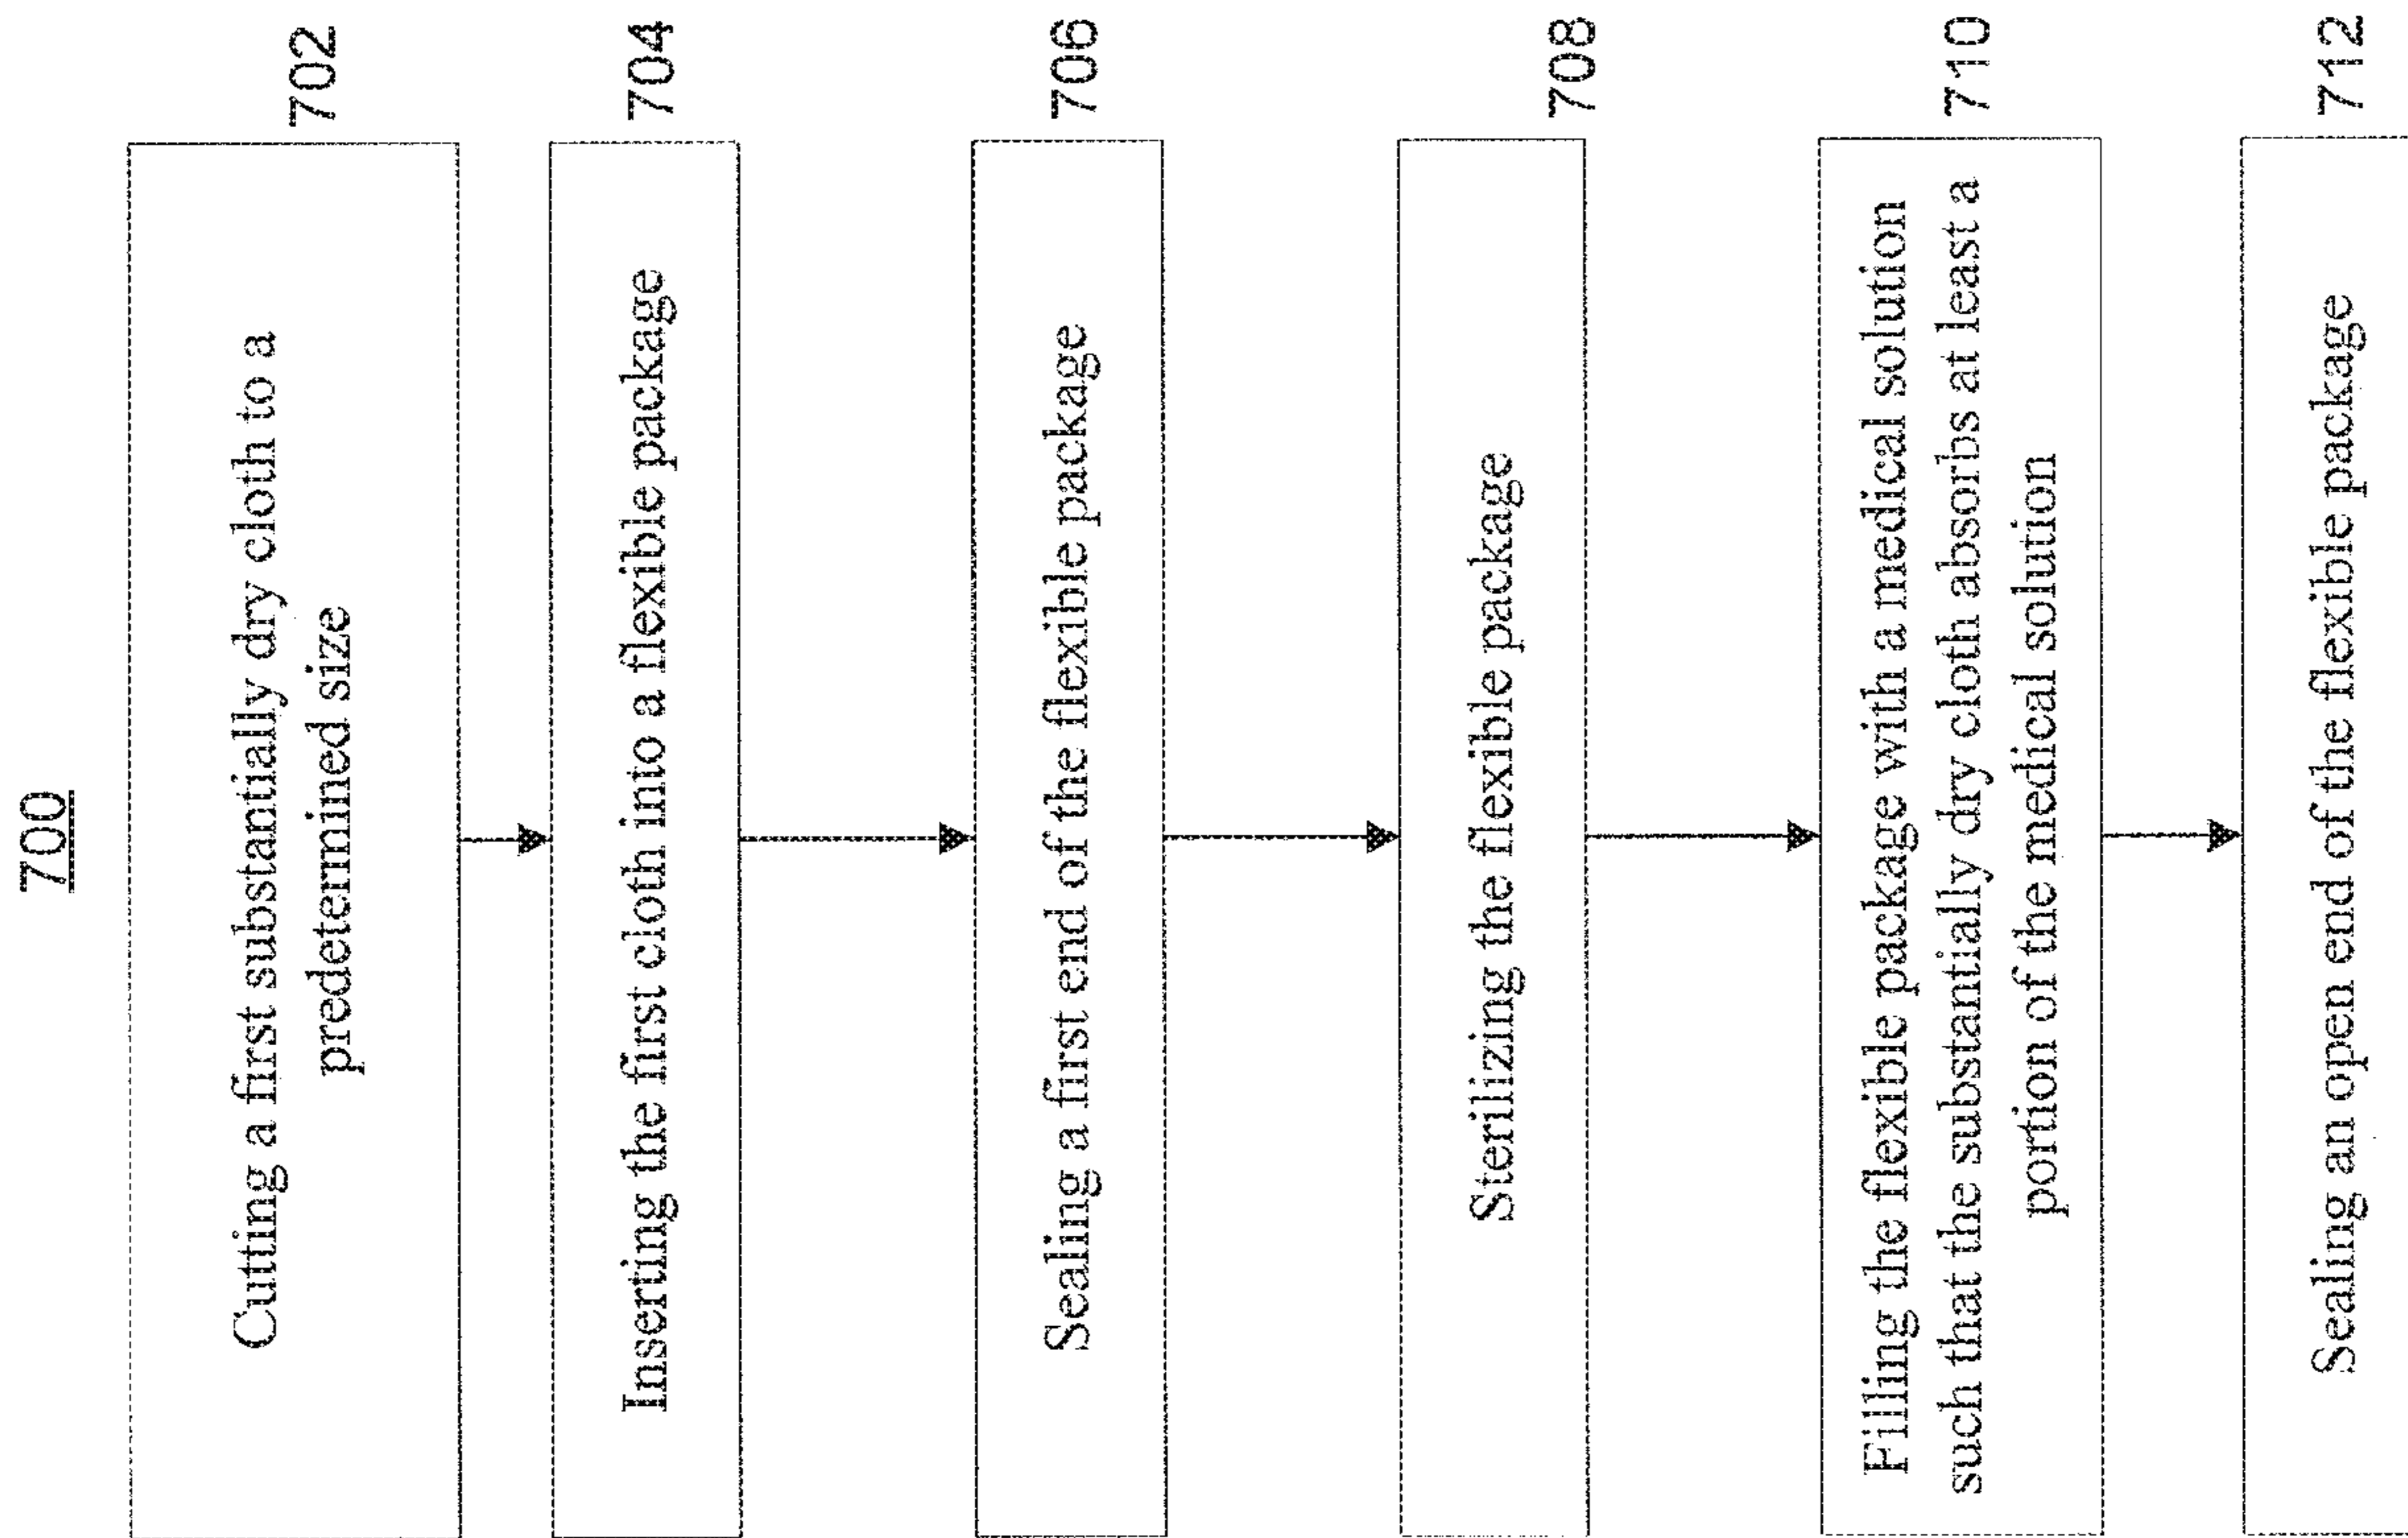 700
Cutting a first substantially dry cloth to a
predetermined size
702
Inserting the first cloth into a flexible package
704
Sealing a first end of the flexible package
706
Sterilizing the flexible package
708
Filling the flexible package with a medical solution
such that the substantially dry cloth absorbs at least a
portion of the medical solution
710
Sealing an open end of the flexible package
712